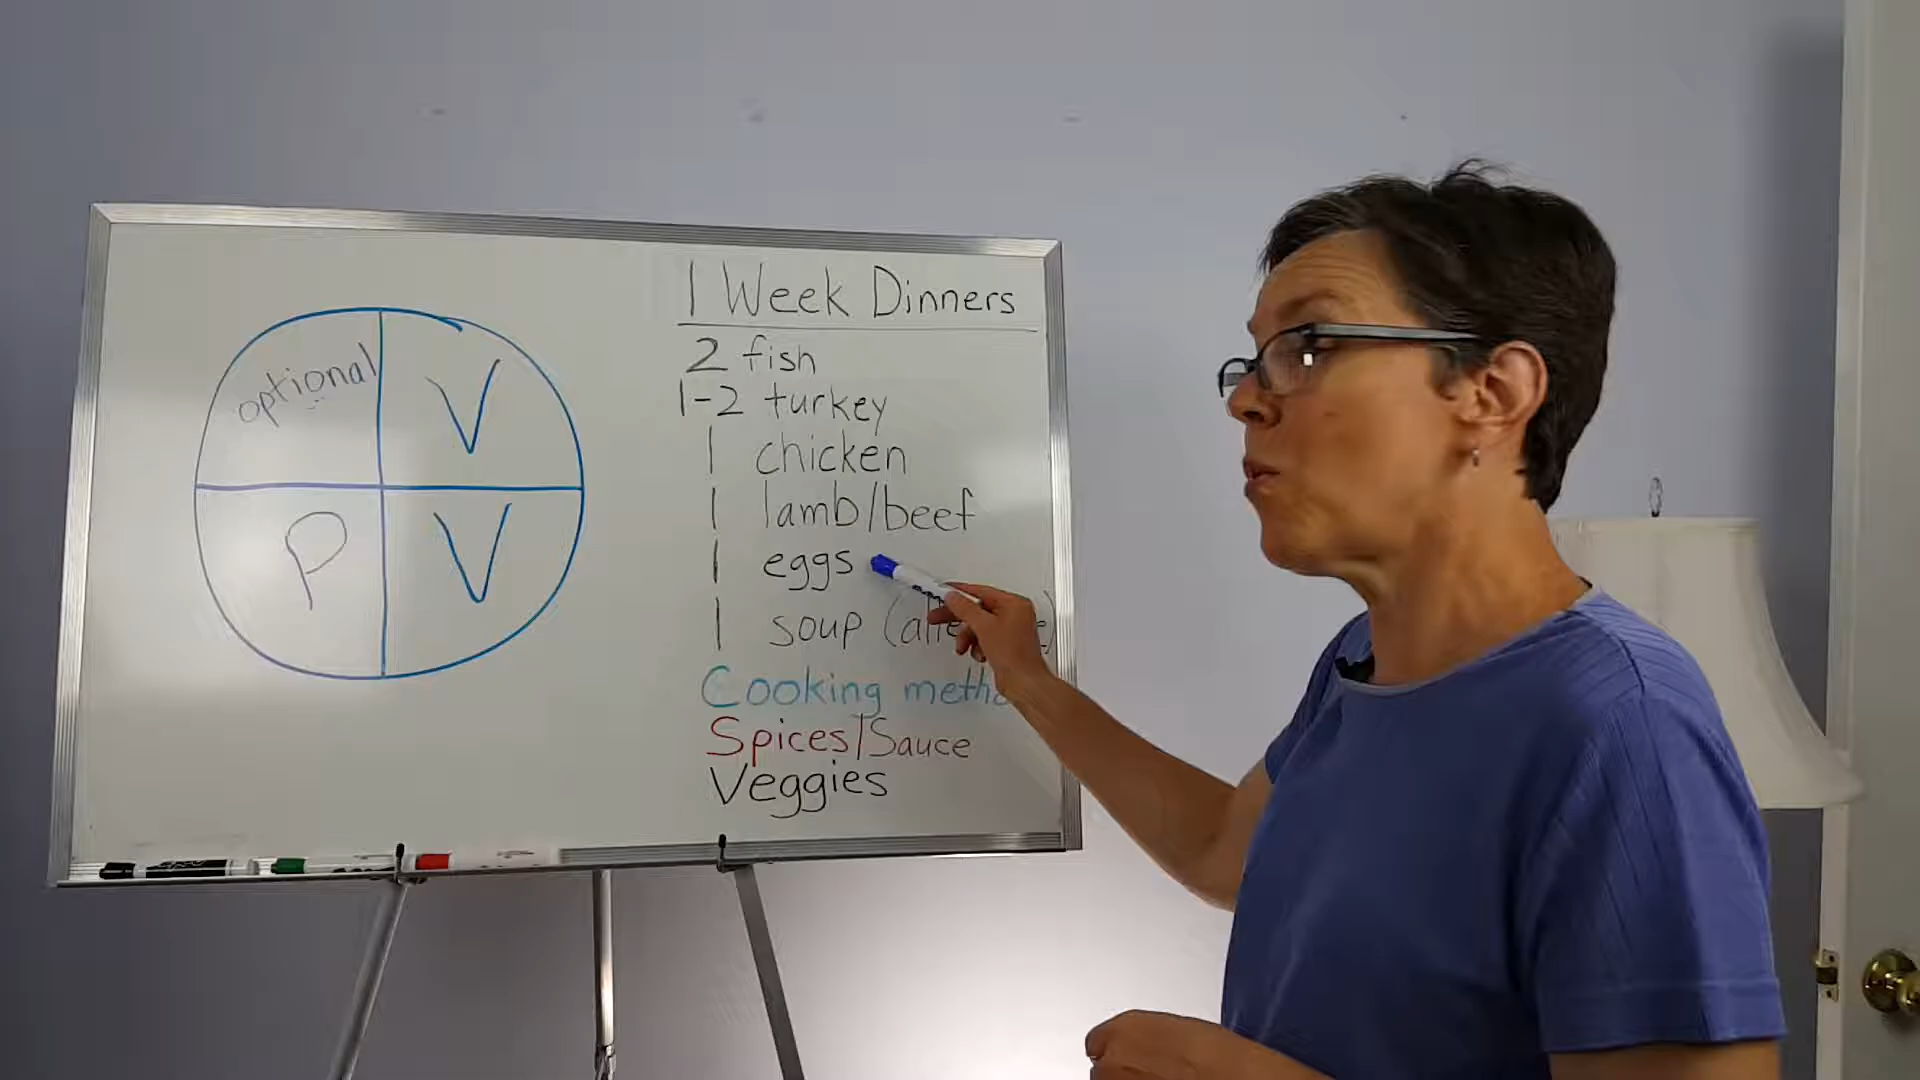 optional
V
P
V
1 Week Dinners
2 fish
1-2 turkey
1 chicken
1 lamb/beef
1 eggs
1 soup
Cooking
Spices/Sauce
Veggies